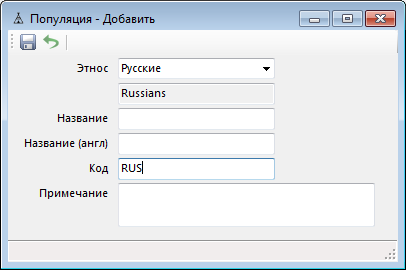 Популяция - Добавить
Этнос Русские
Russians
Название
Название (англ)
Код RUS
Примечание